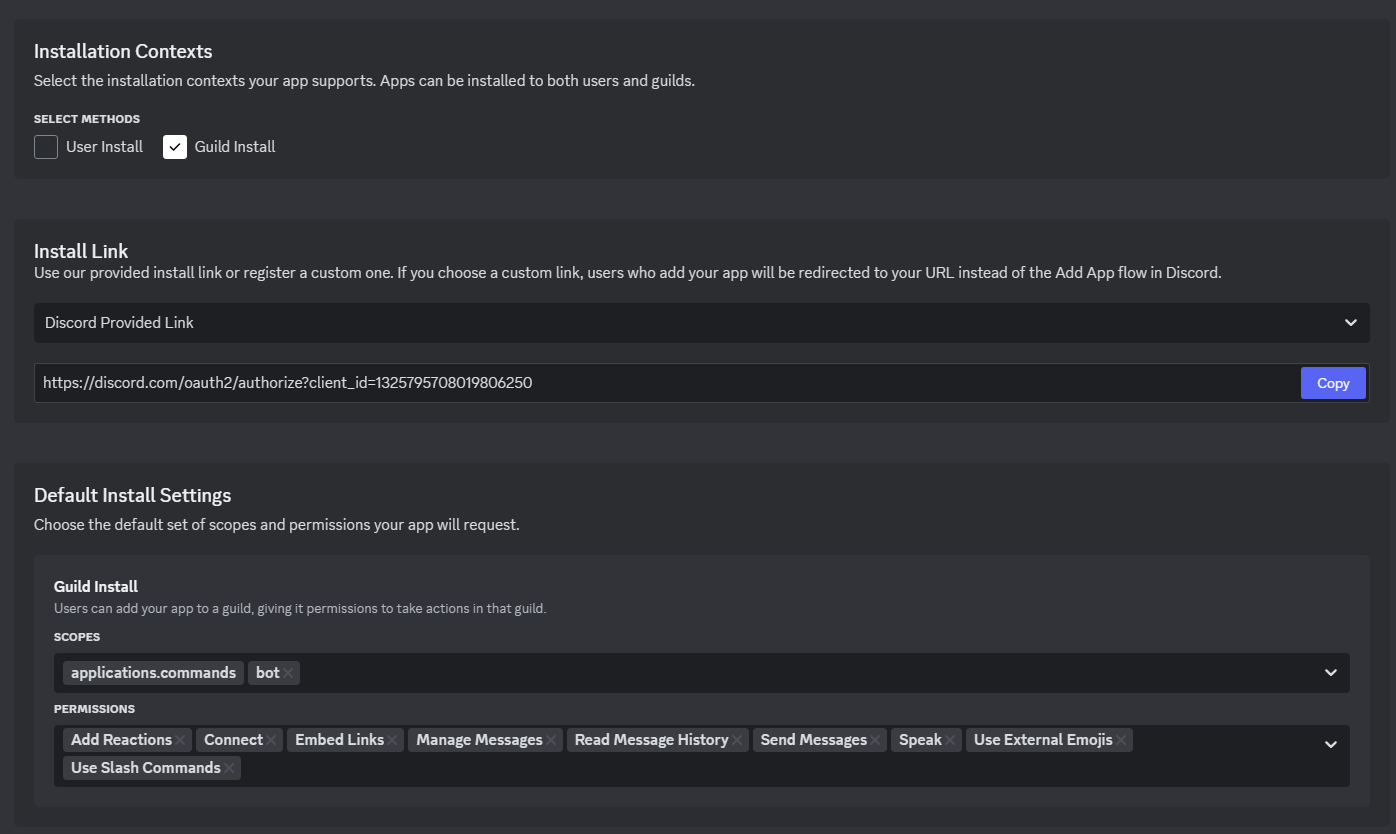 Installation Contexts
Select the installation contexts your app supports. Apps can be installed to both users and guilds.
SELECT METHODS
User Install Guild Install
Install Link
Use our provided install link or register a custom one. If you choose a custom link, users who add your app will be redirected to your URL instead of the Add App flow in Discord.
Discord Provided Link
https://discord.com/oauth2/authorize?client_id=1325795708019806250 Copy
Default Install Settings
Choose the default set of scopes and permissions your app will request.
Guild Install
Users can add your app to a guild, giving it permissions to take actions in that guild.
SCOPES
applications.commands bot
PERMISSIONS
Add Reactions Connect Embed Links Manage Messages Read Message History Send Messages Speak Use External Emojis
Use Slash Commands